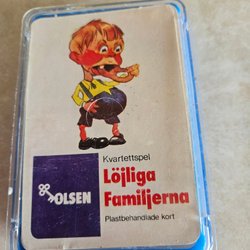 Kvartettspel
Löjliga
Familjerna
OLSEN
Plastbehandlade kort